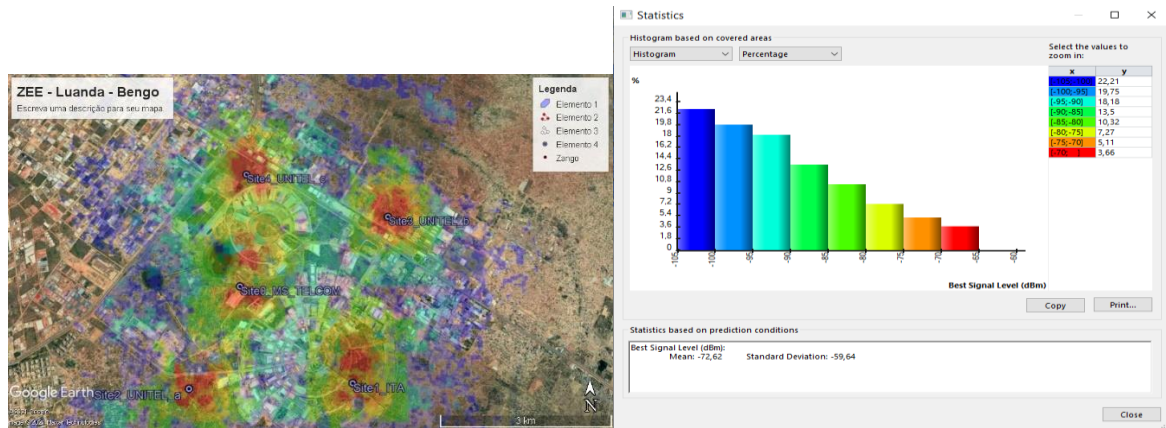 ZEE - Luanda - Bengo
Escreva uma descrição para seu mapa.
Legenda
Elemento 1
Elemento 2
Elemento 3
Elemento 4
Zango
Site4_UNITEL_c
Site3_UNITEL_b
Site0_MS_TELCOM
Site2_UNITEL_a
Site1_ITA
Google Earth
N
3 km
Statistics
Histogram based on covered areas
Histogram
Percentage
Select the values to
zoom in:
x y
22,21
[-100;-95] 19,75
[-95;-90] 18,18
[-90;-85] 13,5
[-85;-80] 10,32
[-80;-75] 7,27
[-75;-70] 5,11
[-70; ] 3,66
%
23,4
21,6
19,8
18
16,2
14,4
12,6
10,8
9
7,2
5,4
3,6
1,8
0
-105
-100
-95
-90
-85
-80
-75
-70
-65
-60
Best Signal Level (dBm)
Copy
Print...
Statistics based on prediction conditions
Best Signal Level (dBm):
Mean: -72,62 Standard Deviation: -59,64
Close